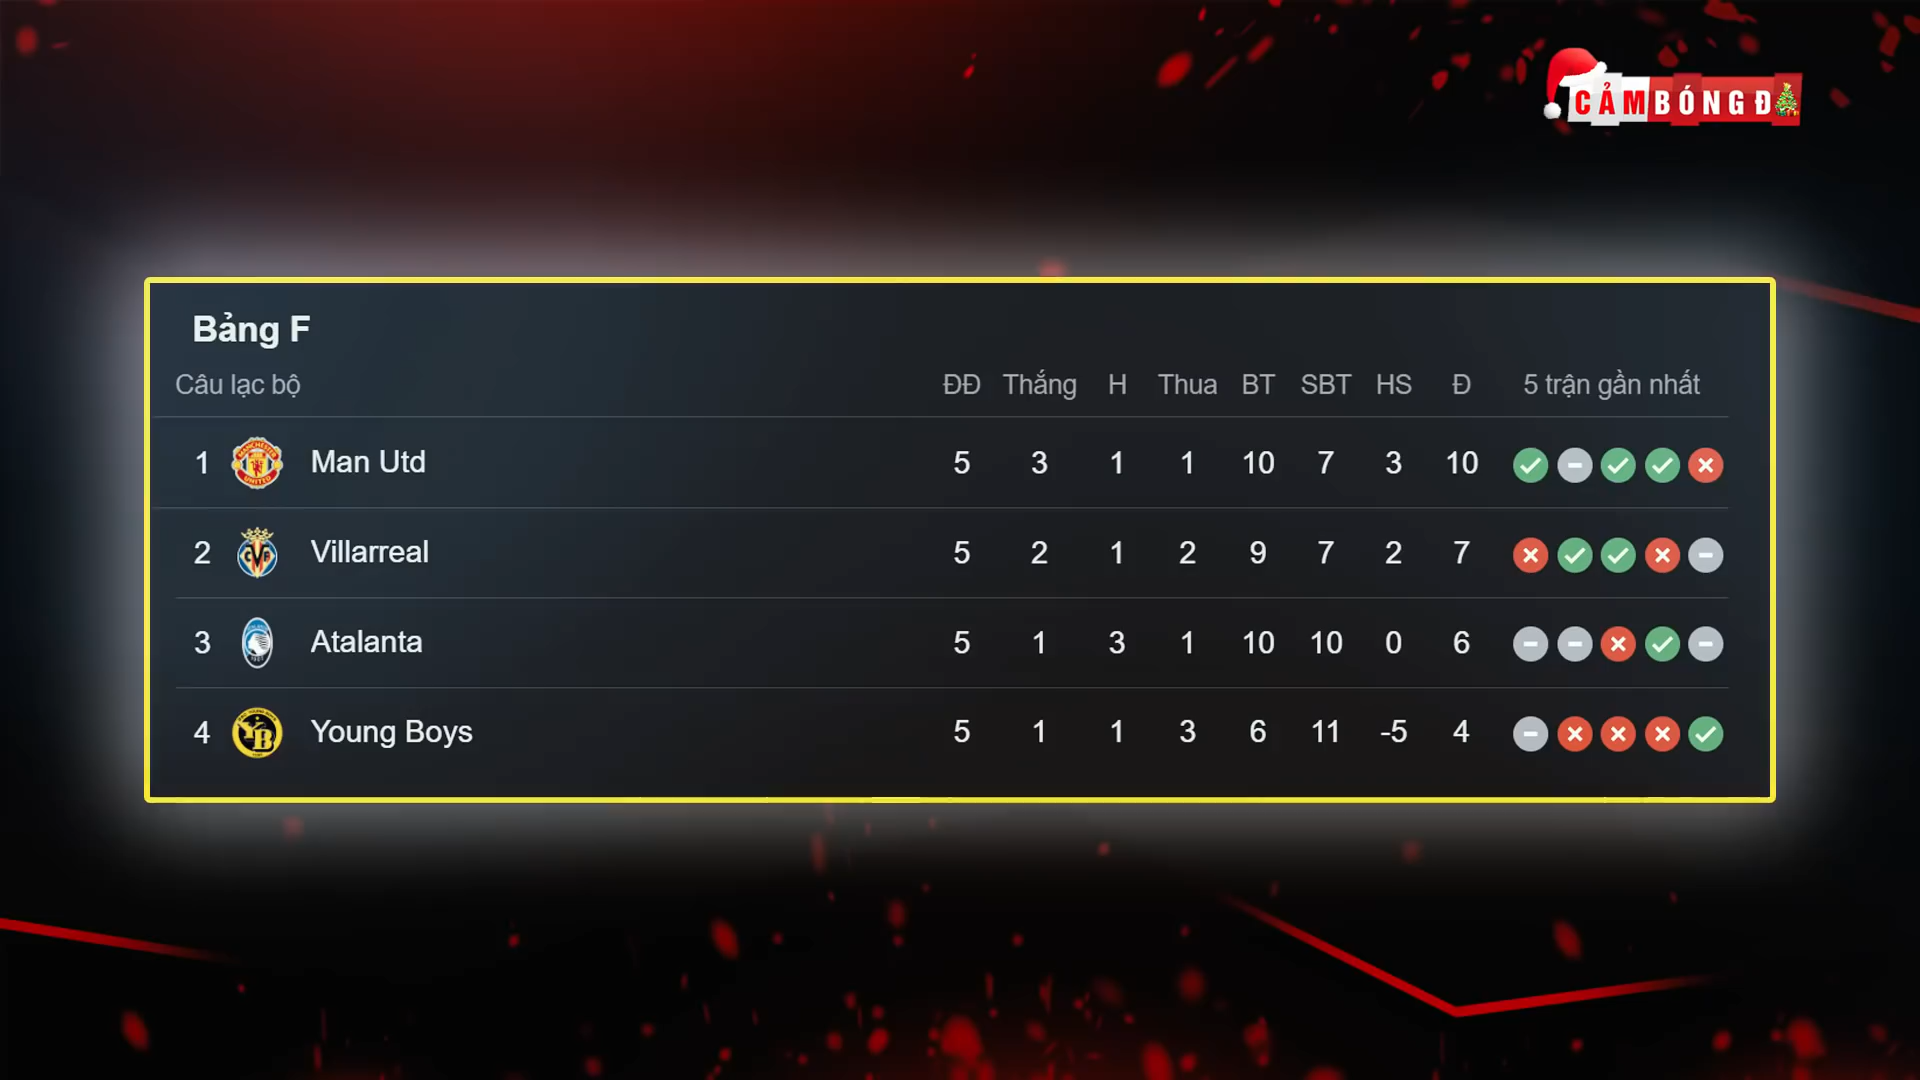 CẢM BÓNG Đ
Bảng F
Câu lạc bộ ĐĐ Thắng H Thua BT SBT HS Đ 5 trận gần nhất
1 Man Utd 5 3 1 1 10 7 3 10
2 Villarreal 5 2 1 2 9 7 2 7
3 Atalanta 5 1 3 1 10 10 0 6
4 Young Boys 5 1 1 3 6 11 -5 4